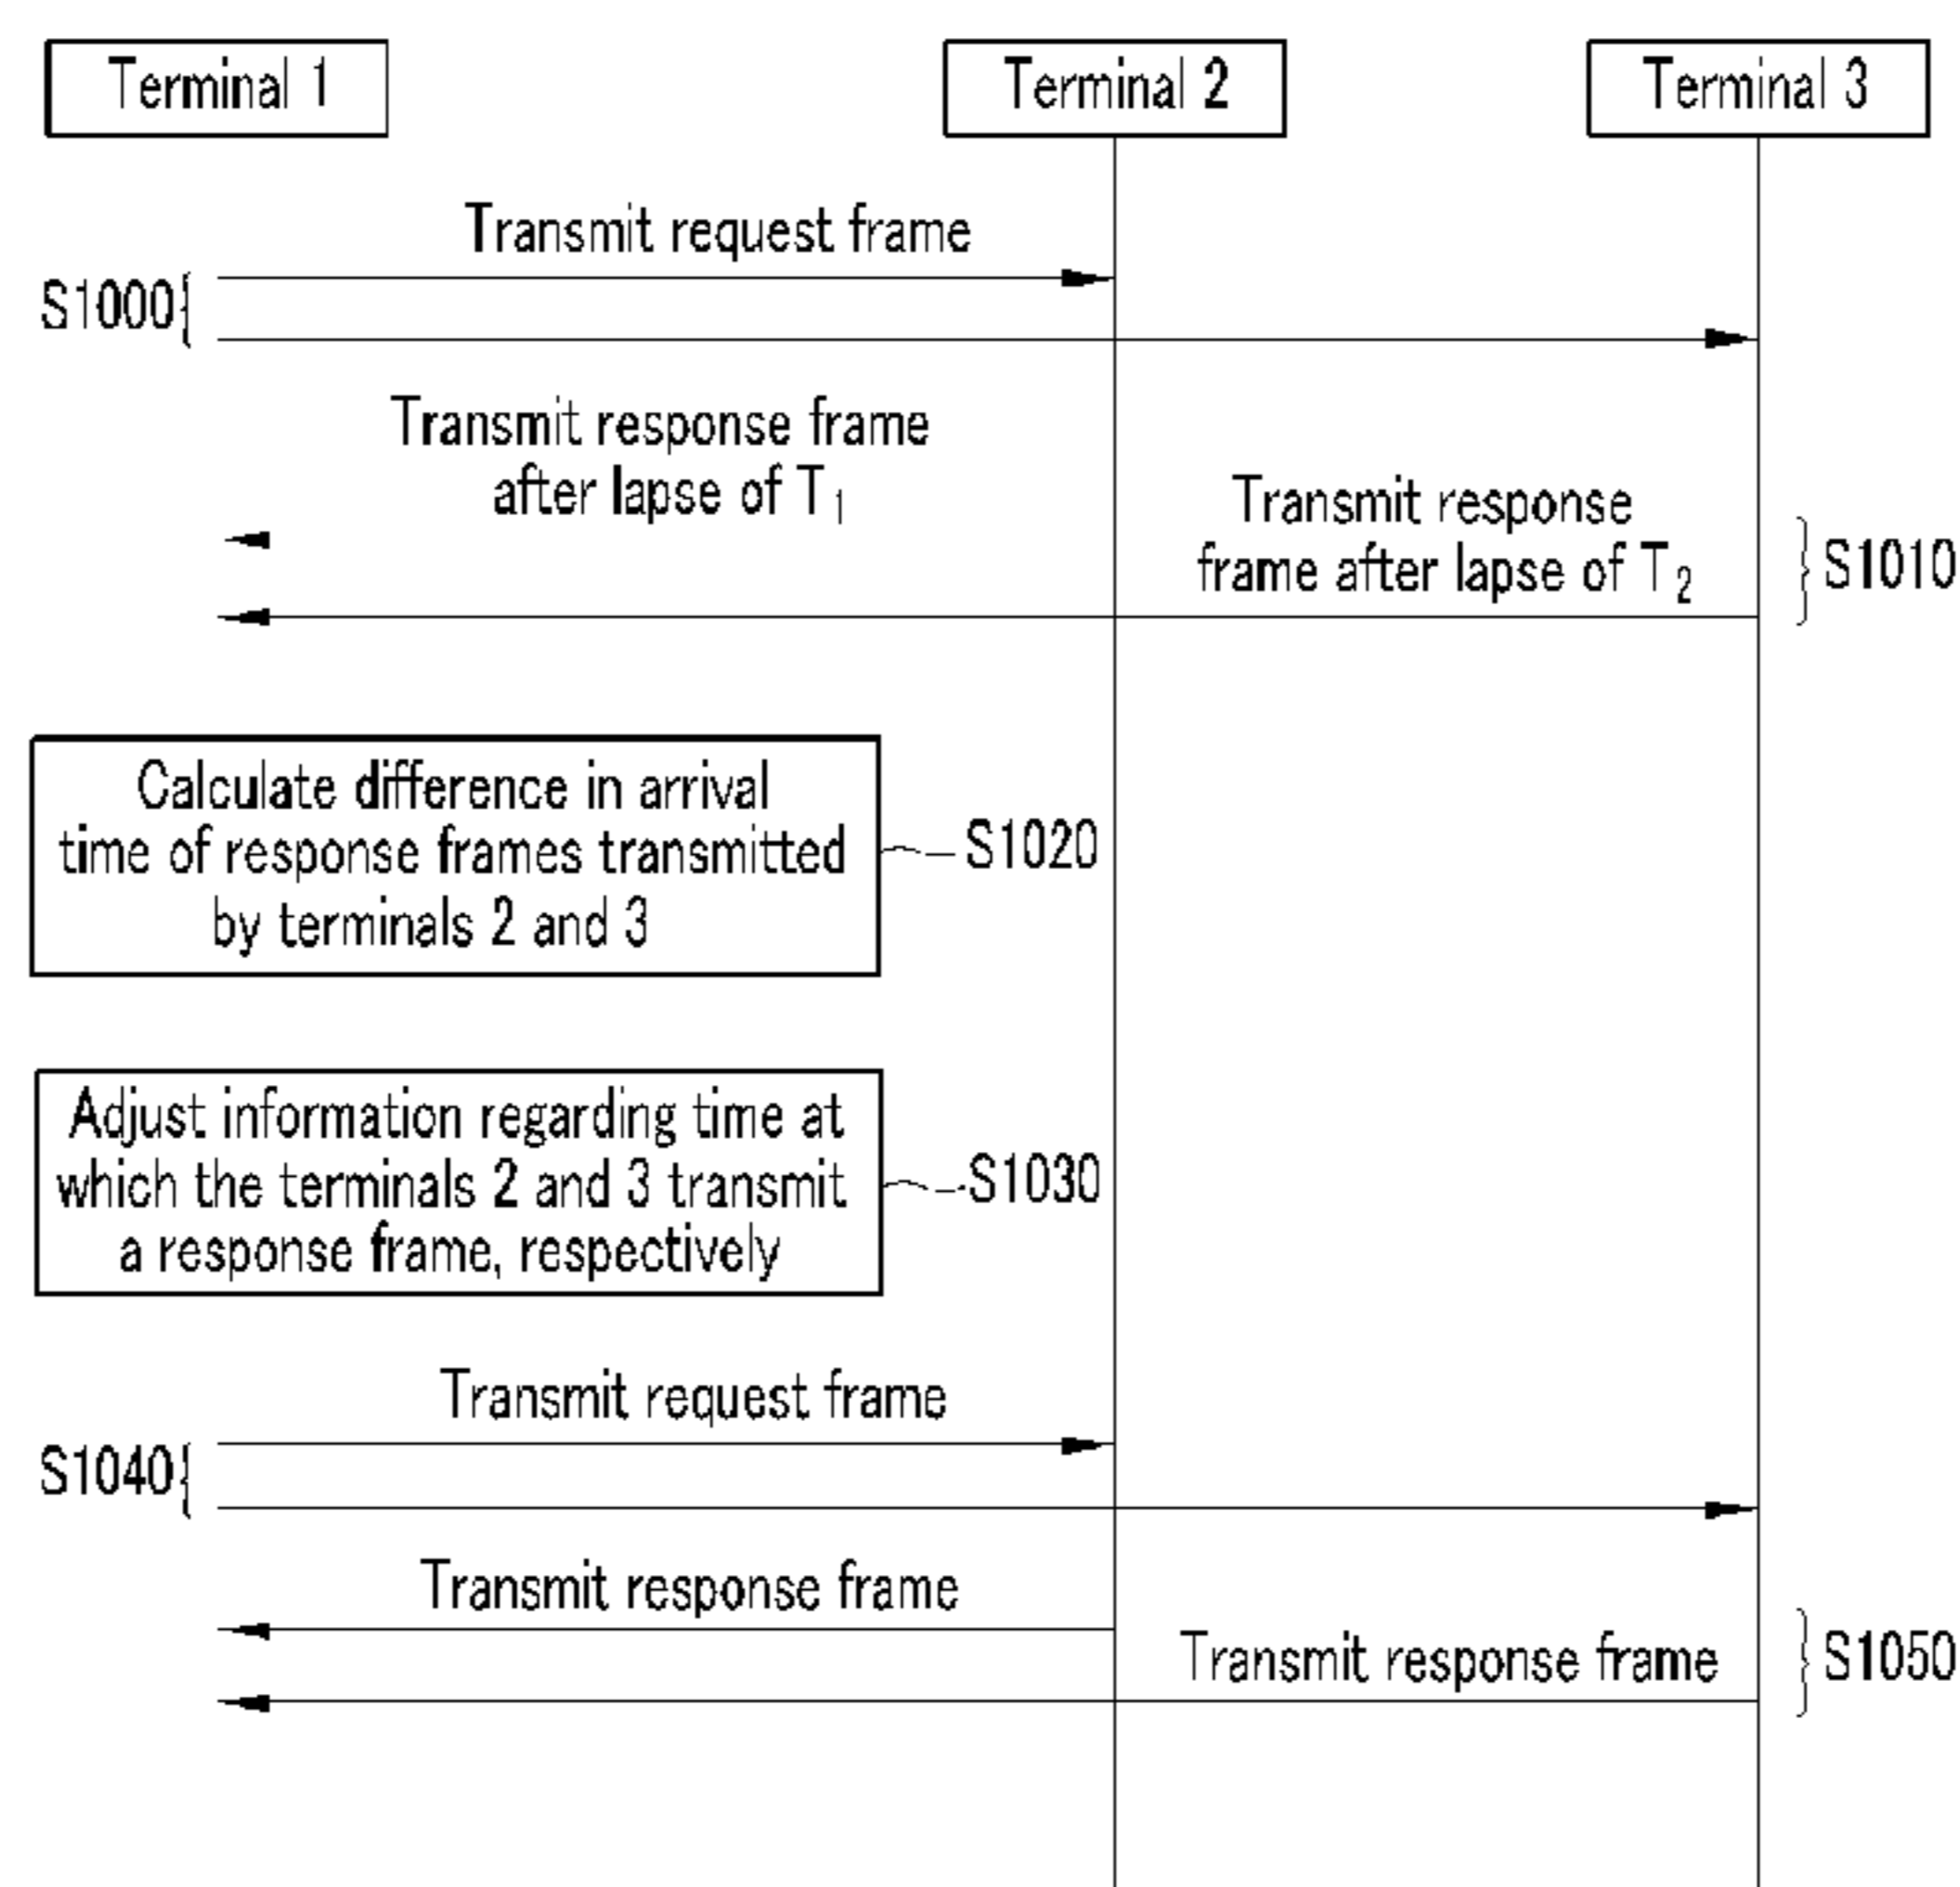 Terminal 1
Terminal 2
Terminal 3
Transmit request frame
S1000
Transmit response frame
after lapse of T1
Transmit response
frame after lapse of T2
S1010
Calculate difference in arrival
time of response frames transmitted
by terminals 2 and 3
S1020
Adjust information regarding time at
which the terminals 2 and 3 transmit
a response frame, respectively
S1030
Transmit request frame
S1040
Transmit response frame
Transmit response frame
S1050